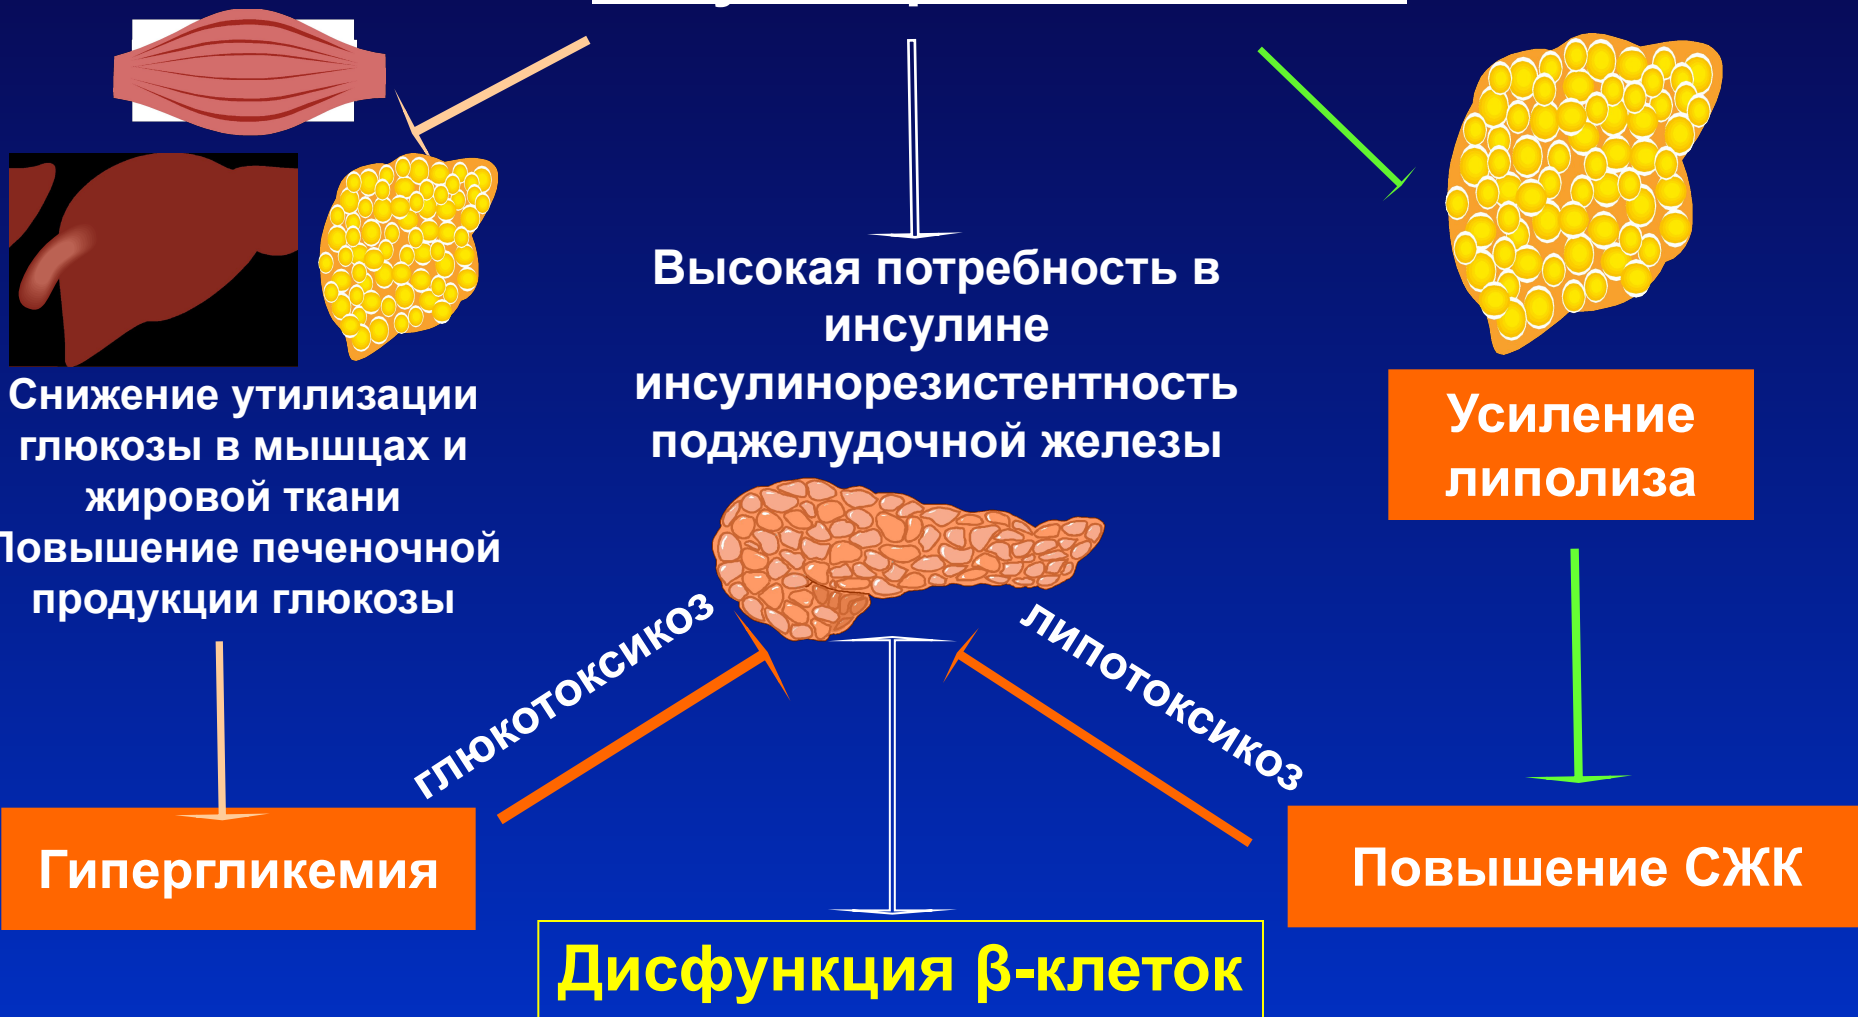 Высокая потребность в
инсулине
инсулинорезистентность
поджелудочной железы
Снижение утилизации
глюкозы в мышцах и
жировой ткани
Повышение печеночной
продукции глюкозы
Усиление
липолиза
глюкотоксикоз
липотоксикоз
Гипергликемия
Повышение СЖК
Дисфункция β-клеток